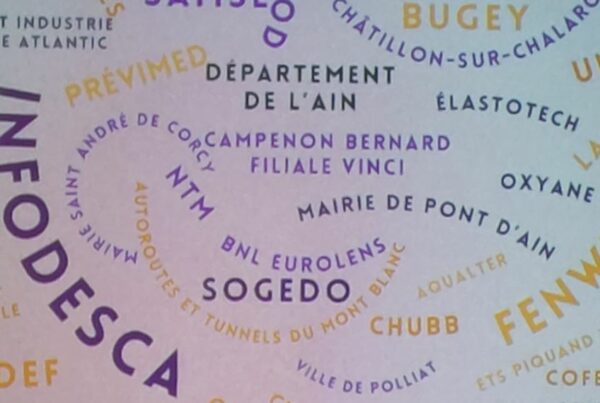 T INDUSTRIE
E ATLANTIC
BUGEY
CHÂTILLON-SUR-CHALAR
PRÉVIMED
DÉPARTEMENT
DE L'AIN
ÉLASTOTECH
MAIRIE SAINT ANDRÉ DE CORCY
CAMPENON BERNARD
FILIALE VINCI
INFODESCA
NTM
OXYANE
MAIRIE DE PONT D'AIN
AUTOROUTES ET TUNNELS DU MONT BLANC
BNL EUROLENS
SOGEDO
AQUALTER
CHUBB
FENW
VILLE DE POLLIAT
ETS PIQUAND
DEF
COFE